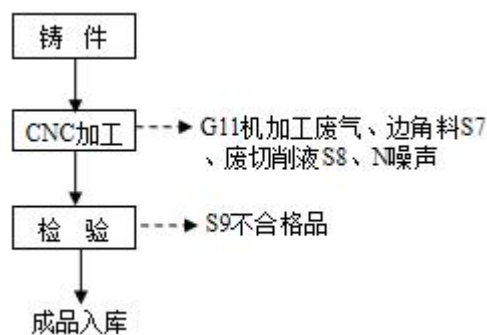 铸 件
CNC加工
G11机加工废气、边角料S7
、废切削液S8、N噪声
检 验
S9不合格品
成品入库